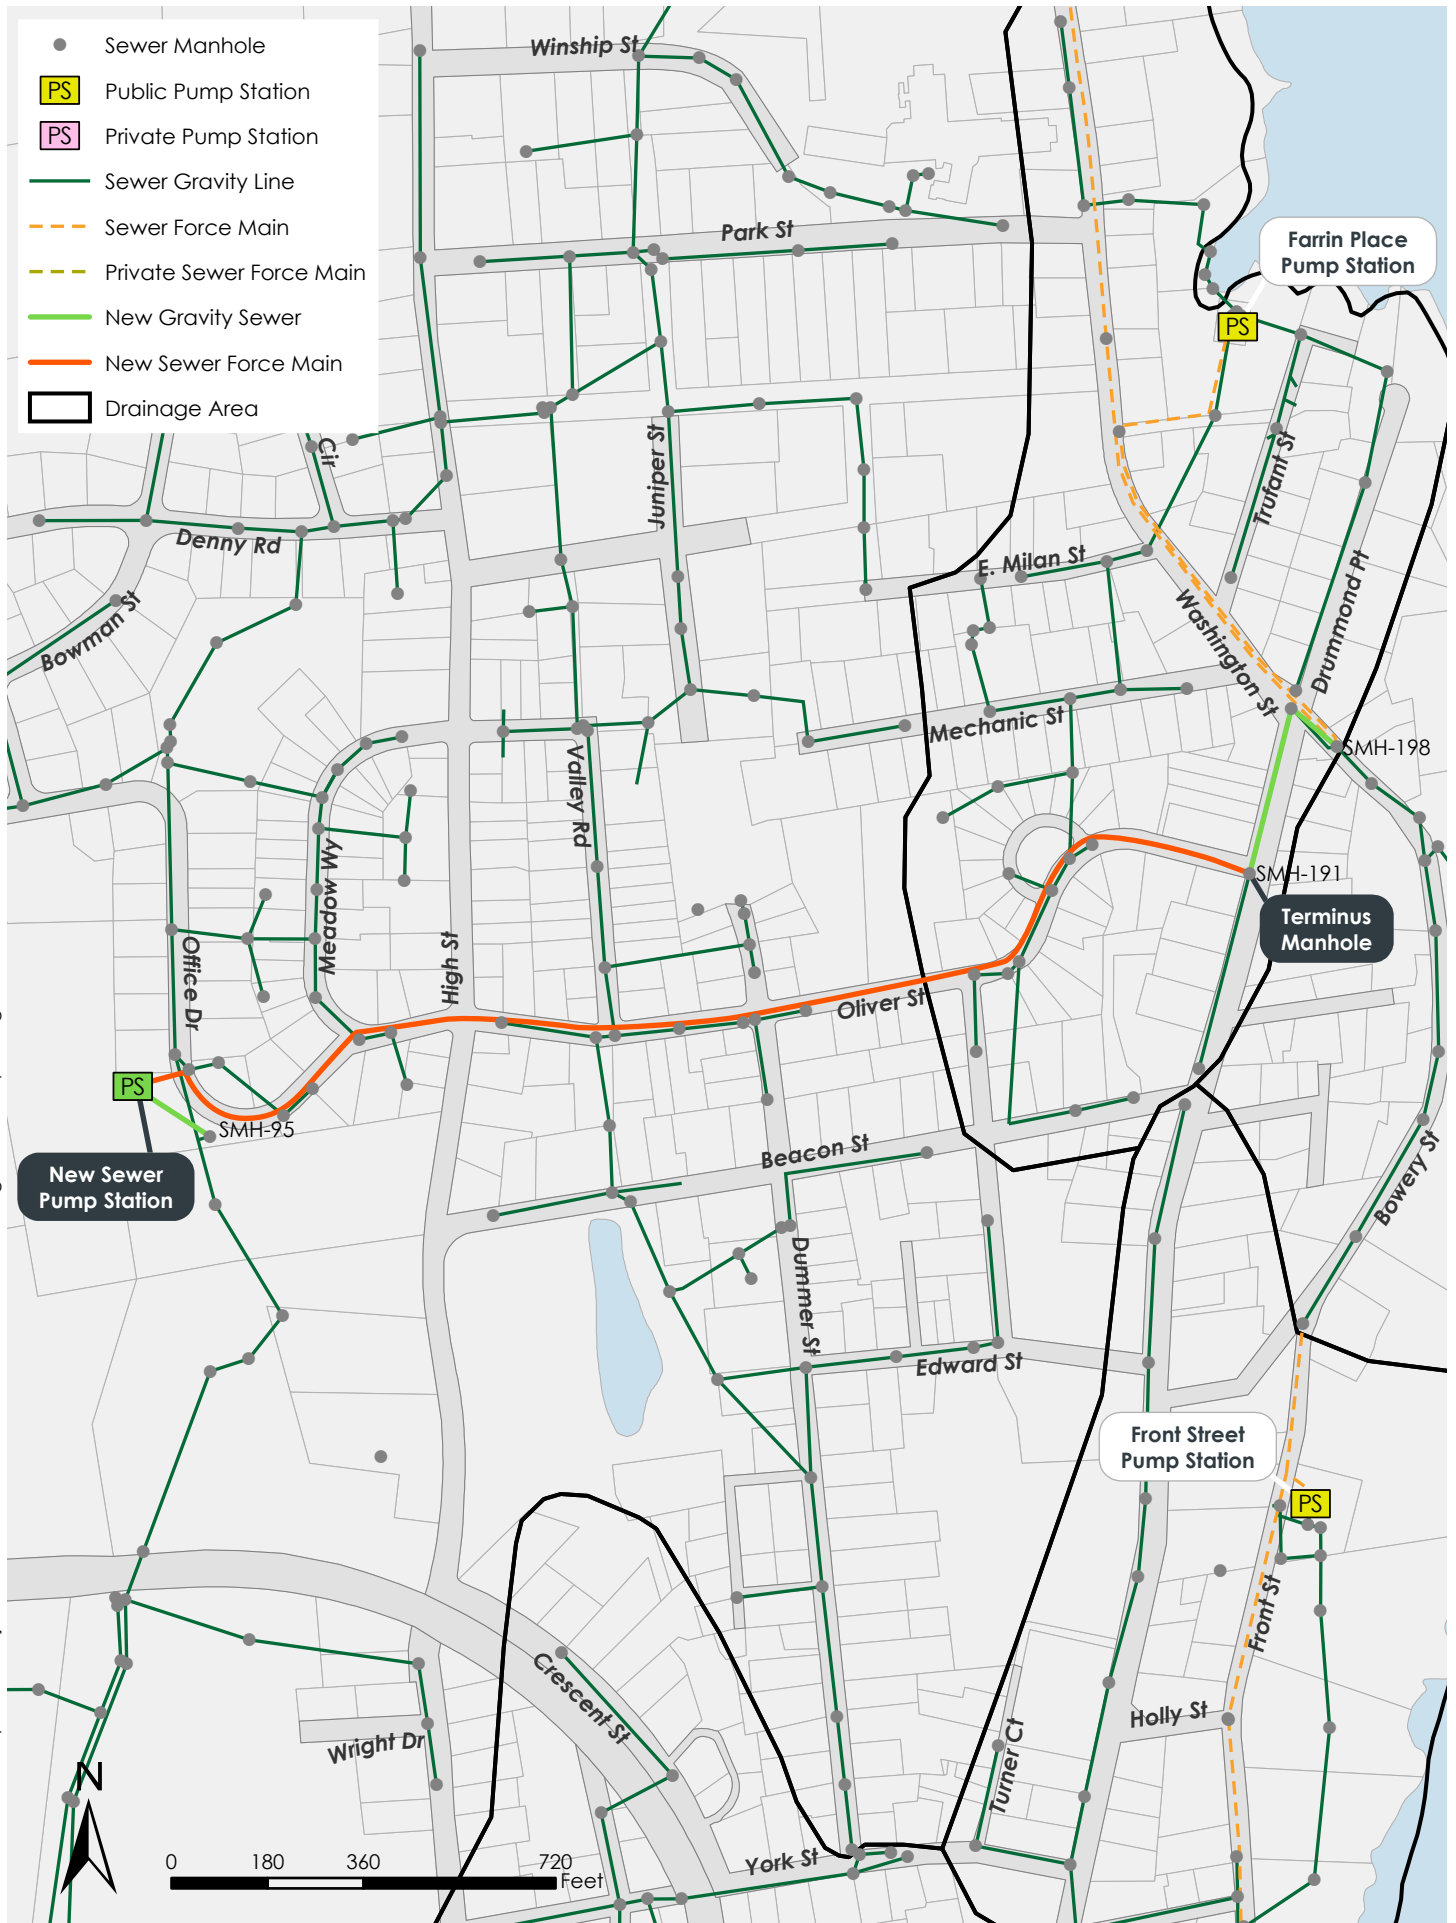 Sewer Manhole
PS Public Pump Station
PS Private Pump Station
Sewer Gravity Line
Sewer Force Main
Private Sewer Force Main
New Gravity Sewer
New Sewer Force Main
Drainage Area
Winship St
Park St
Farrin Place
Pump Station
PS
Cir
Juniper St
Trufant St
Denny Rd
E. Milan St
Bowman St
Washington St
Drummond Pt
Mechanic St
SMH-198
Valley Rd
Meadow Wy
SMH-191
Terminus
Manhole
Office Dr
High St
Oliver St
PS
SMH-95
New Sewer
Pump Station
Beacon St
Bowery St
Dummer St
Edward St
Front Street
Pump Station
PS
Front St
Crescent St
Wright Dr
Holly St
Turner Ct
York St
N
0 180 360 720
Feet